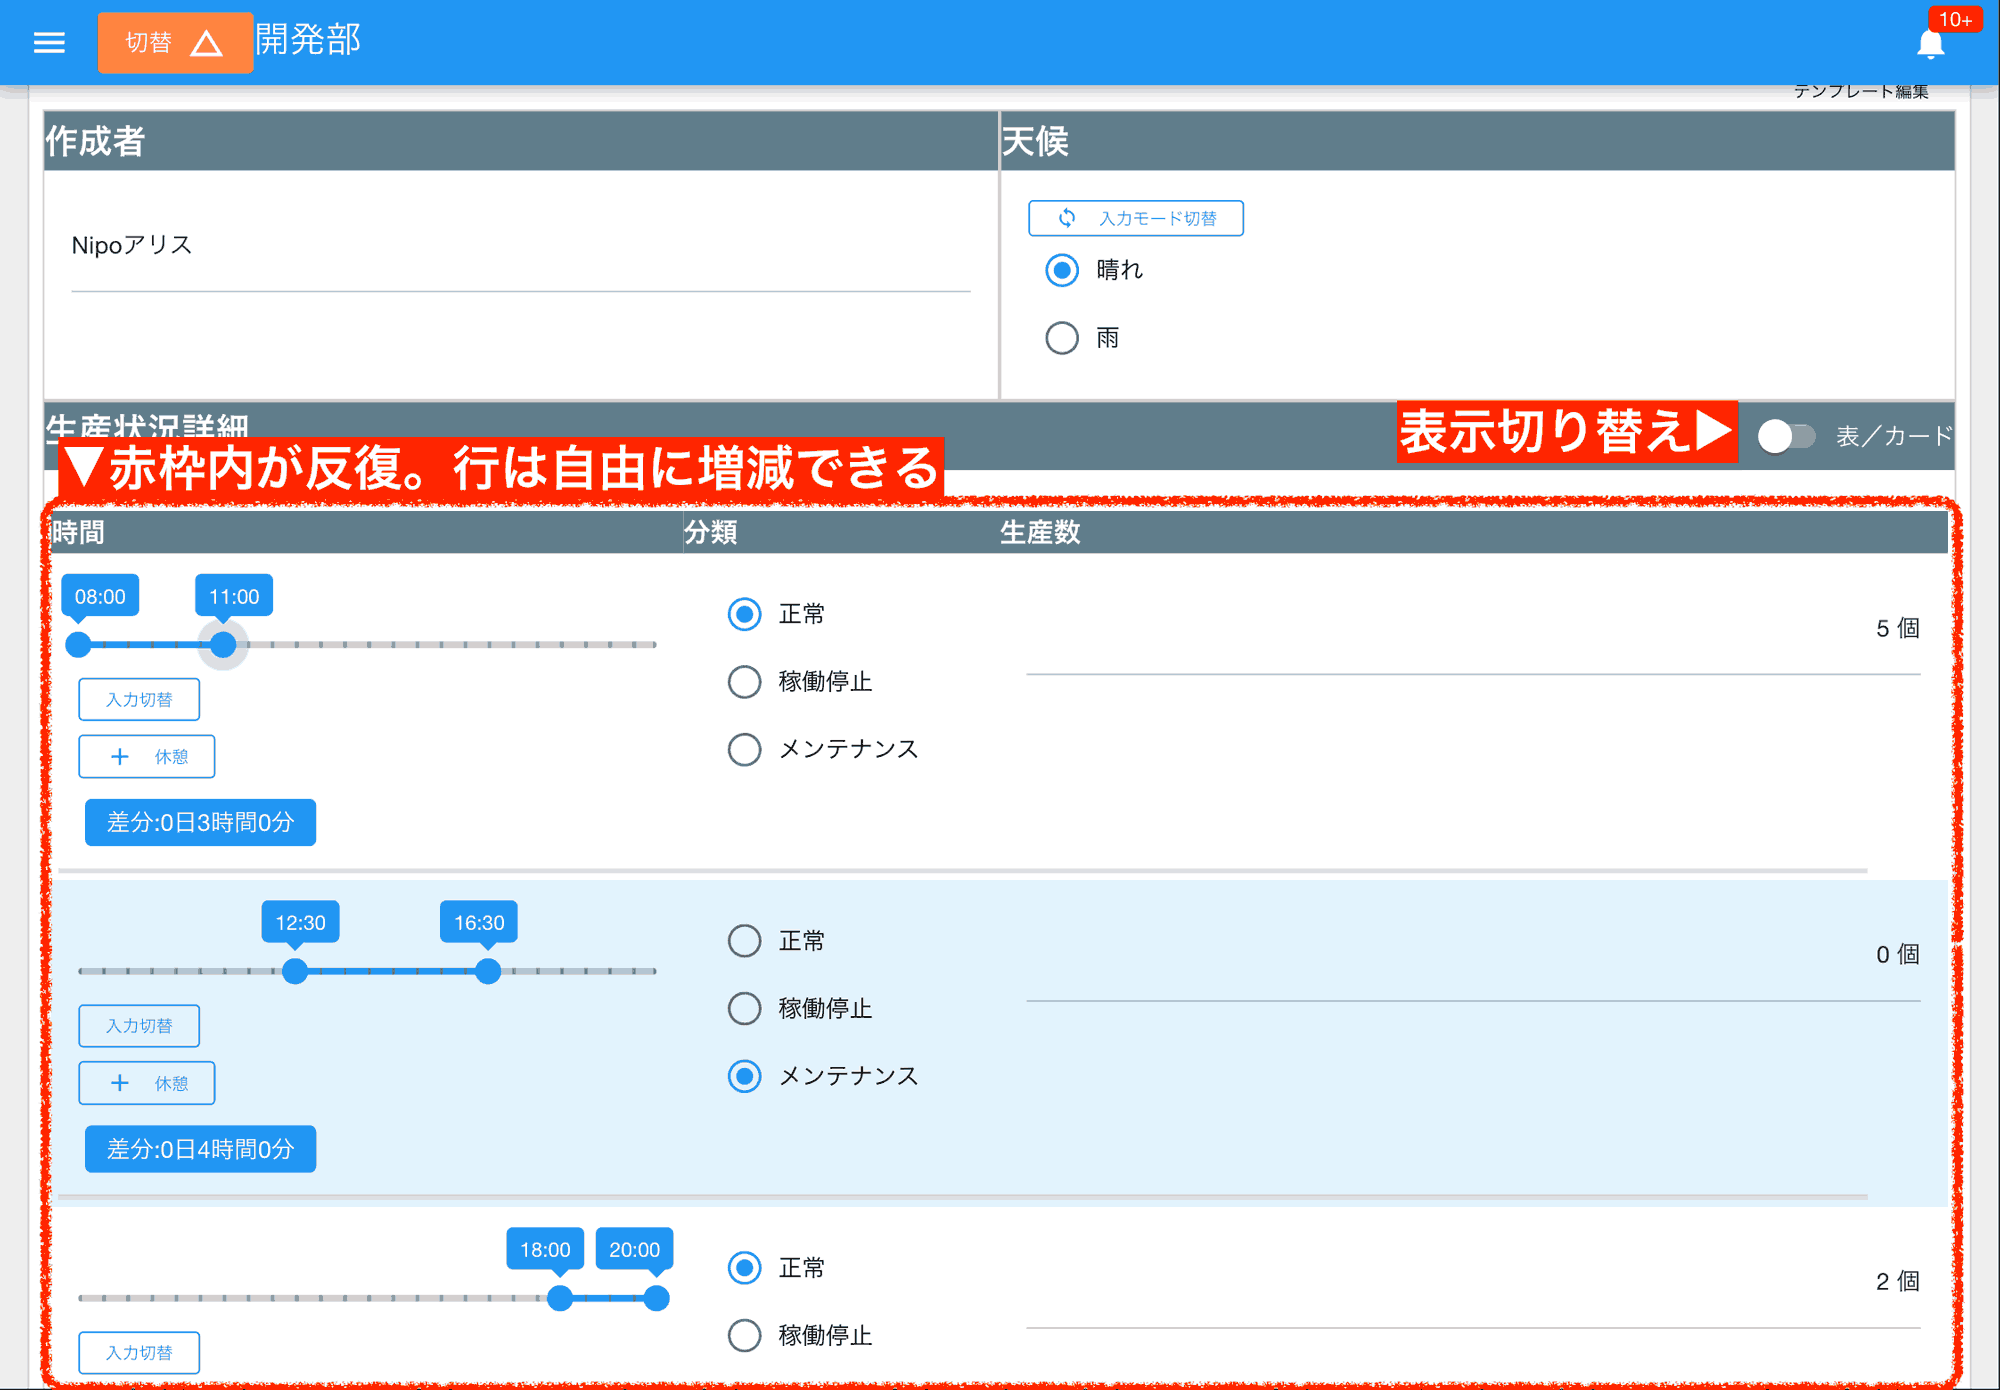 切替 開発部
10+
テンプレート編集
作成者
天候
Nipoアリス
入力モード切替
晴れ
雨
生産状況詳細
表示切り替え▶
表／カード
▼赤枠内が反復。行は自由に増減できる
時間 分類 生産数
08:00 11:00
正常
稼働停止
メンテナンス
5 個
入力切替
+ 休憩
差分:0日3時間0分
12:30 16:30
正常
稼働停止
メンテナンス
0 個
入力切替
+ 休憩
差分:0日4時間0分
18:00 20:00
正常
稼働停止
2 個
入力切替